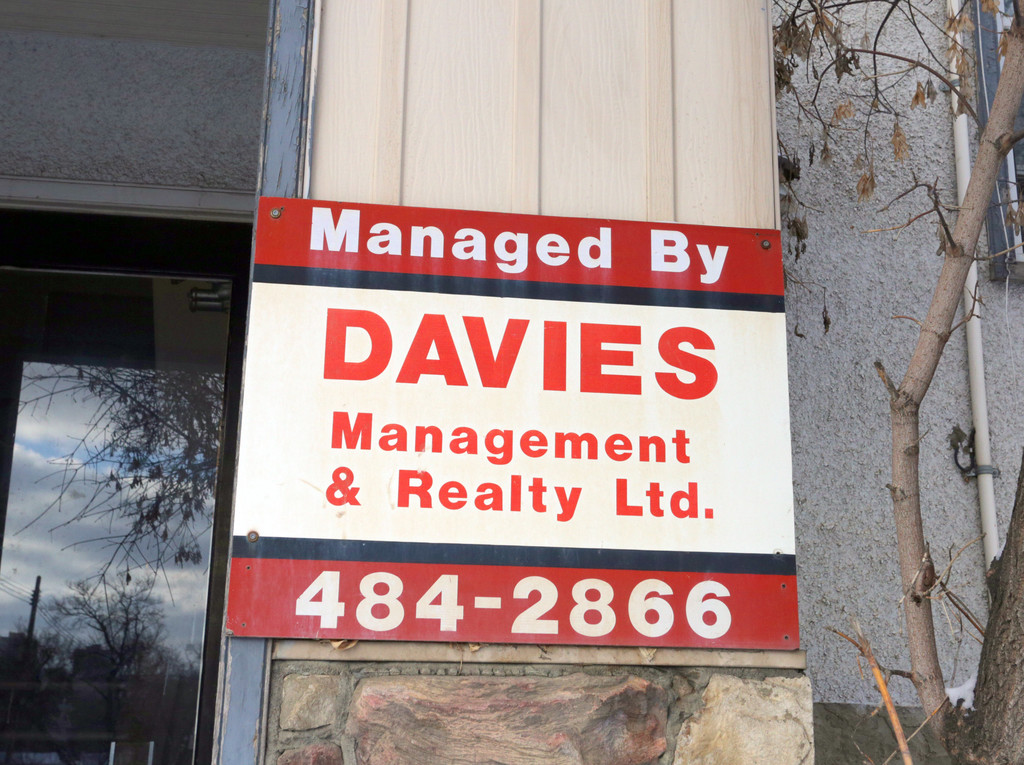 Managed By
DAVIES
Management
& Realty Ltd.
484-2866